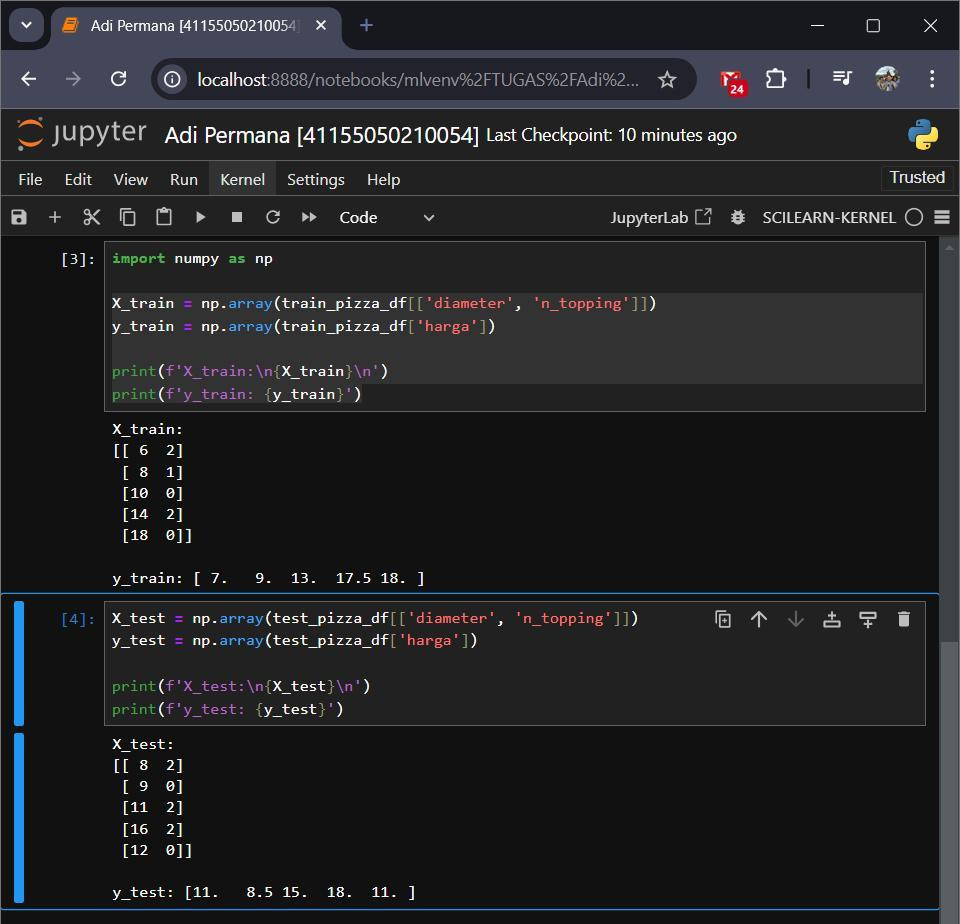 Adi Permana [41155050210054]
localhost:8888/notebooks/mlvenv%2FTUGAS%2FAdi%2...
24
jupyter Adi Permana [41155050210054] Last Checkpoint: 10 minutes ago
File Edit View Run Kernel Settings Help Trusted
Code JupyterLab SCILEARN-KERNEL
[3]: import numpy as np
X_train = np.array(train_pizza_df[['diameter', 'n_topping']])
y_train = np.array(train_pizza_df['harga'])
print(f'X_train:\n{X_train}\n')
print(f'y_train: {y_train}')
X_train:
[[ 6  2]
 [ 8  1]
 [10  0]
 [14  2]
 [18  0]]
y_train: [ 7.   9.  13.  17.5 18. ]
[4]: X_test = np.array(test_pizza_df[['diameter', 'n_topping']])
y_test = np.array(test_pizza_df['harga'])
print(f'X_test:\n{X_test}\n')
print(f'y_test: {y_test}')
X_test:
[[ 8  2]
 [ 9  0]
 [11  2]
 [16  2]
 [12  0]]
y_test: [11.   8.5 15.  18.  11. ]